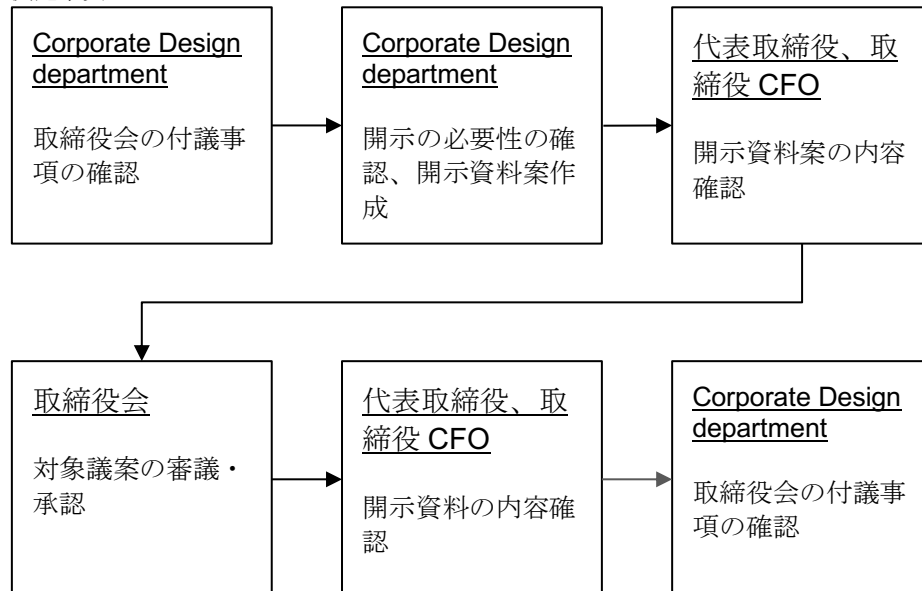 Corporate Design
department
取締役会の付議事
項の確認
Corporate Design
department
開示の必要性の確
認、開示資料案作
成
代表取締役、取
締役 CFO
開示資料案の内容
確認
取締役会
対象議案の審議・
承認
代表取締役、取
締役 CFO
開示資料の内容確
認
Corporate Design
department
取締役会の付議事
項の確認